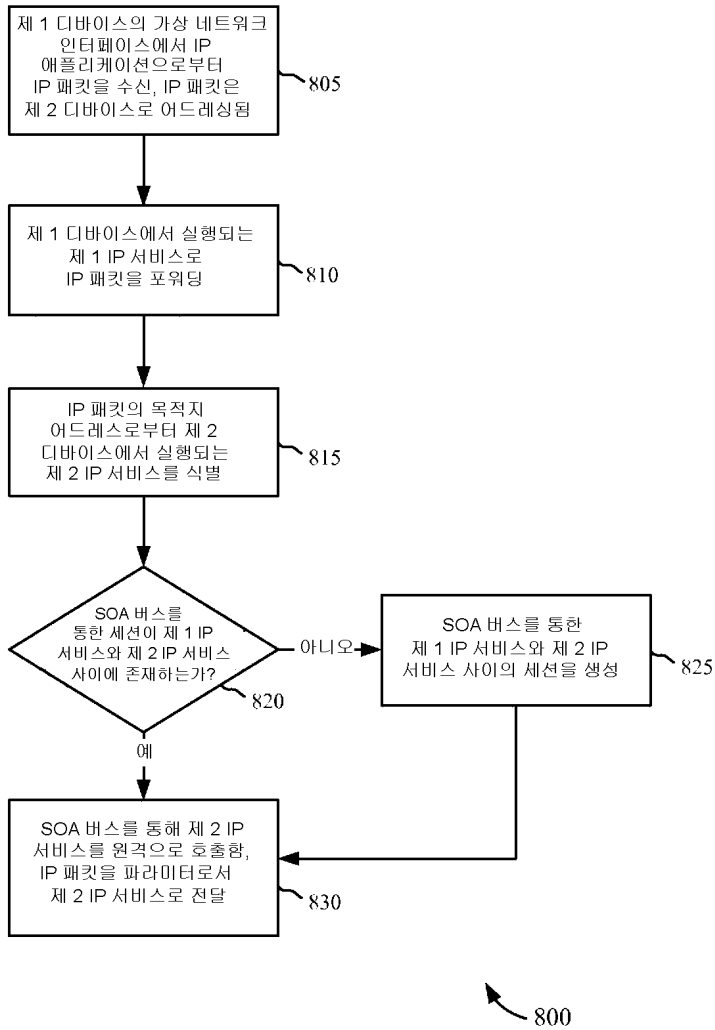 제 1 디바이스의 가상 네트워크
인터페이스에서 IP
애플리케이션으로부터
IP 패킷을 수신, IP 패킷은
제 2 디바이스로 어드레싱됨
805
제 1 디바이스에서 실행되는
제 1 IP 서비스로
IP 패킷을 포워딩
810
IP 패킷의 목적지
어드레스로부터 제 2
디바이스에서 실행되는
제 2 IP 서비스를 식별
815
SOA 버스를
통한 세션이 제 1 IP
서비스와 제 2 IP 서비스
사이에 존재하는가?
820
아니오
SOA 버스를 통한
제 1 IP 서비스와 제 2 IP
서비스 사이의 세션을 생성
825
예
SOA 버스를 통해 제 2 IP
서비스를 원격으로 호출함,
IP 패킷을 파라미터로서
제 2 IP 서비스로 전달
830
800